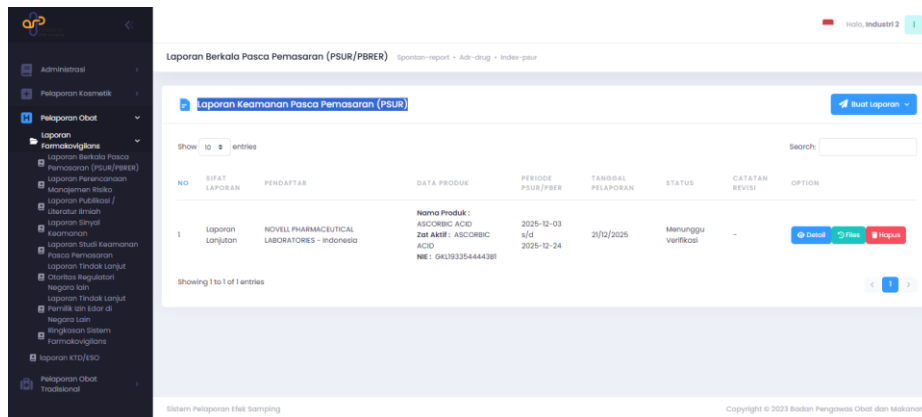 Halo, Industri 2
I
Laporan Berkala Pasca Pemasaran (PSUR/PBRER) Spontan-report - Adr-drug - Index-psur
Administrasi
Pelaporan Kosmetik
Pelaporan Obat
Laporan
Farmakovigilans
Laporan Berkala Pasca
Pemasaran (PSUR/PBRER)
Laporan Perencanaan
Manajemen Risiko
Laporan Publikasi /
Literatur Ilmiah
Laporan Sinyal
Keamanan
Laporan Studi Keamanan
Pasca Pemasaran
Laporan Tindak Lanjut
Otoritas Regulatori
Negara lain
Laporan Tindak Lanjut
Pemilik Izin Edar di
Negara Lain
Ringkasan Sistem
Farmakovigilans
laporan KTD/ESO
Pelaporan Obat
Tradisional
Laporan Keamanan Pasca Pemasaran (PSUR)
Buat Laporan
Show 10 entries
Search:
NO
SIFAT
LAPORAN
PENDAFTAR
DATA PRODUK
PERIODE
PSUR/PBER
TANGGAL
PELAPORAN
STATUS
CATATAN
REVISI
OPTION
1
Laporan
Lanjutan
NOVELL PHARMACEUTICAL
LABORATORIES - Indonesia
Nama Produk :
ASCORBIC ACID
Zat Aktif : ASCORBIC
ACID
NIE : GKL1933544443B1
2025-12-03
s/d
2025-12-24
21/12/2025
Menunggu
Verifikasi
-
Detail
Files
Hapus
Showing 1 to 1 of 1 entries
1
Sistem Pelaporan Efek Samping
Copyright © 2023 Badan Pengawas Obat dan Makanan